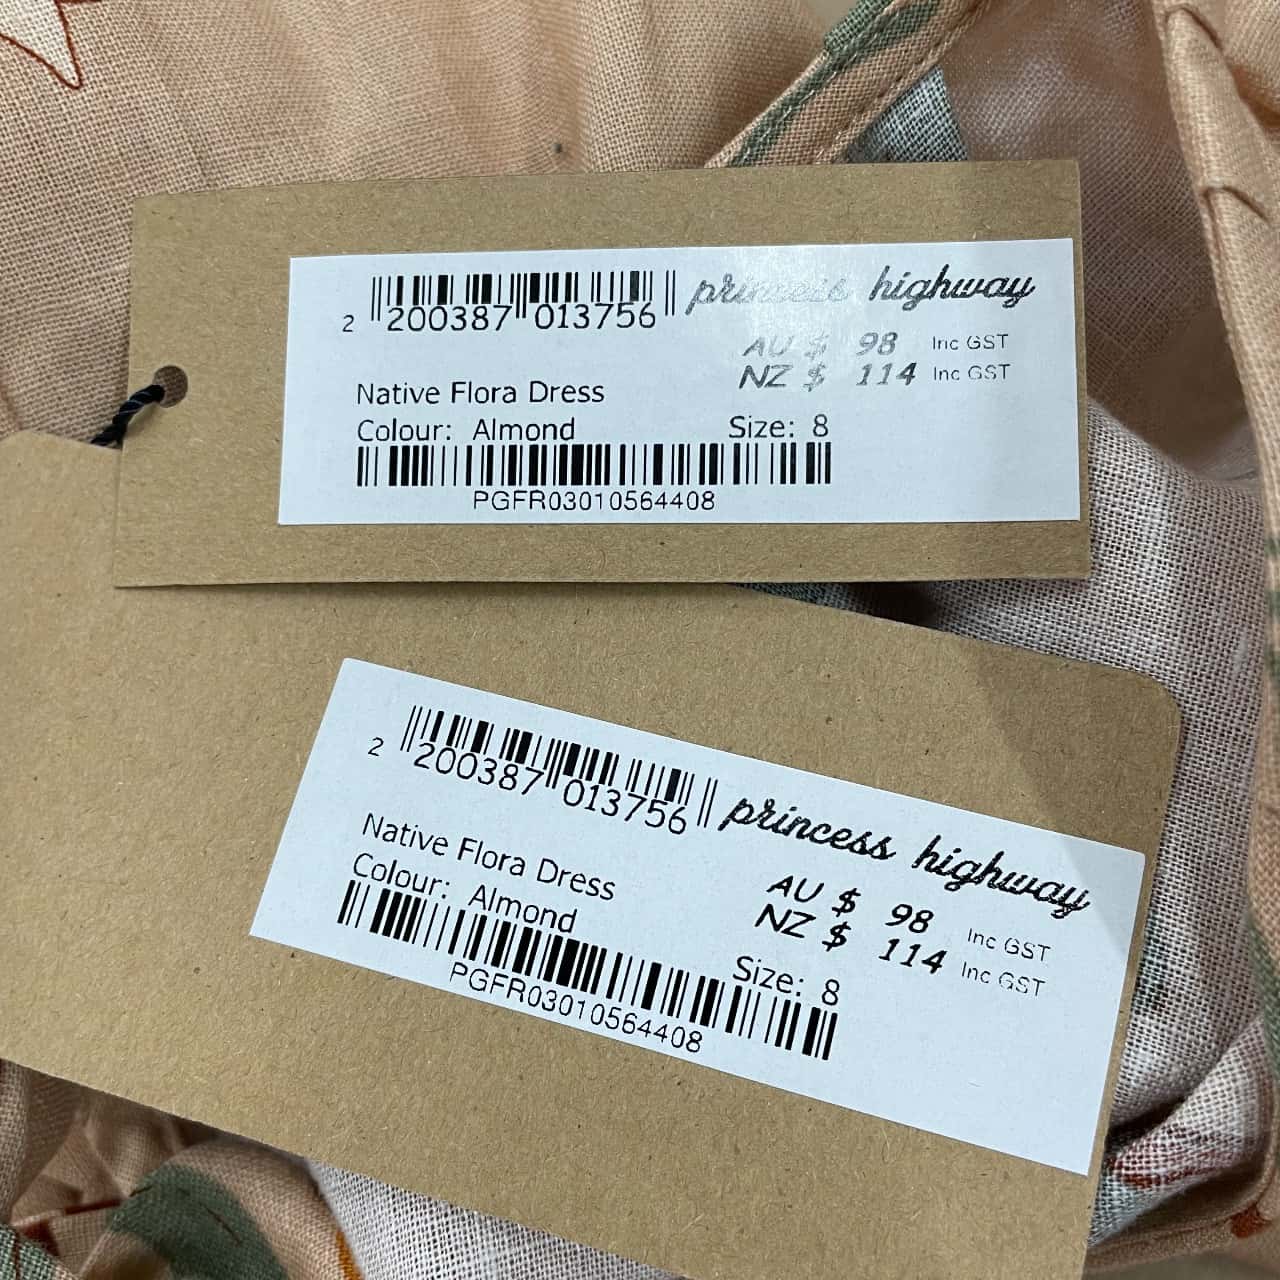 2 200387 013756
princess highway
AU $ 98 Inc GST
NZ $ 114 Inc GST
Native Flora Dress
Colour: Almond Size: 8
PGFR03010564408
2 200387 013756
princess highway
AU $ 98 Inc GST
NZ $ 114 Inc GST
Native Flora Dress
Colour: Almond Size: 8
PGFR03010564408